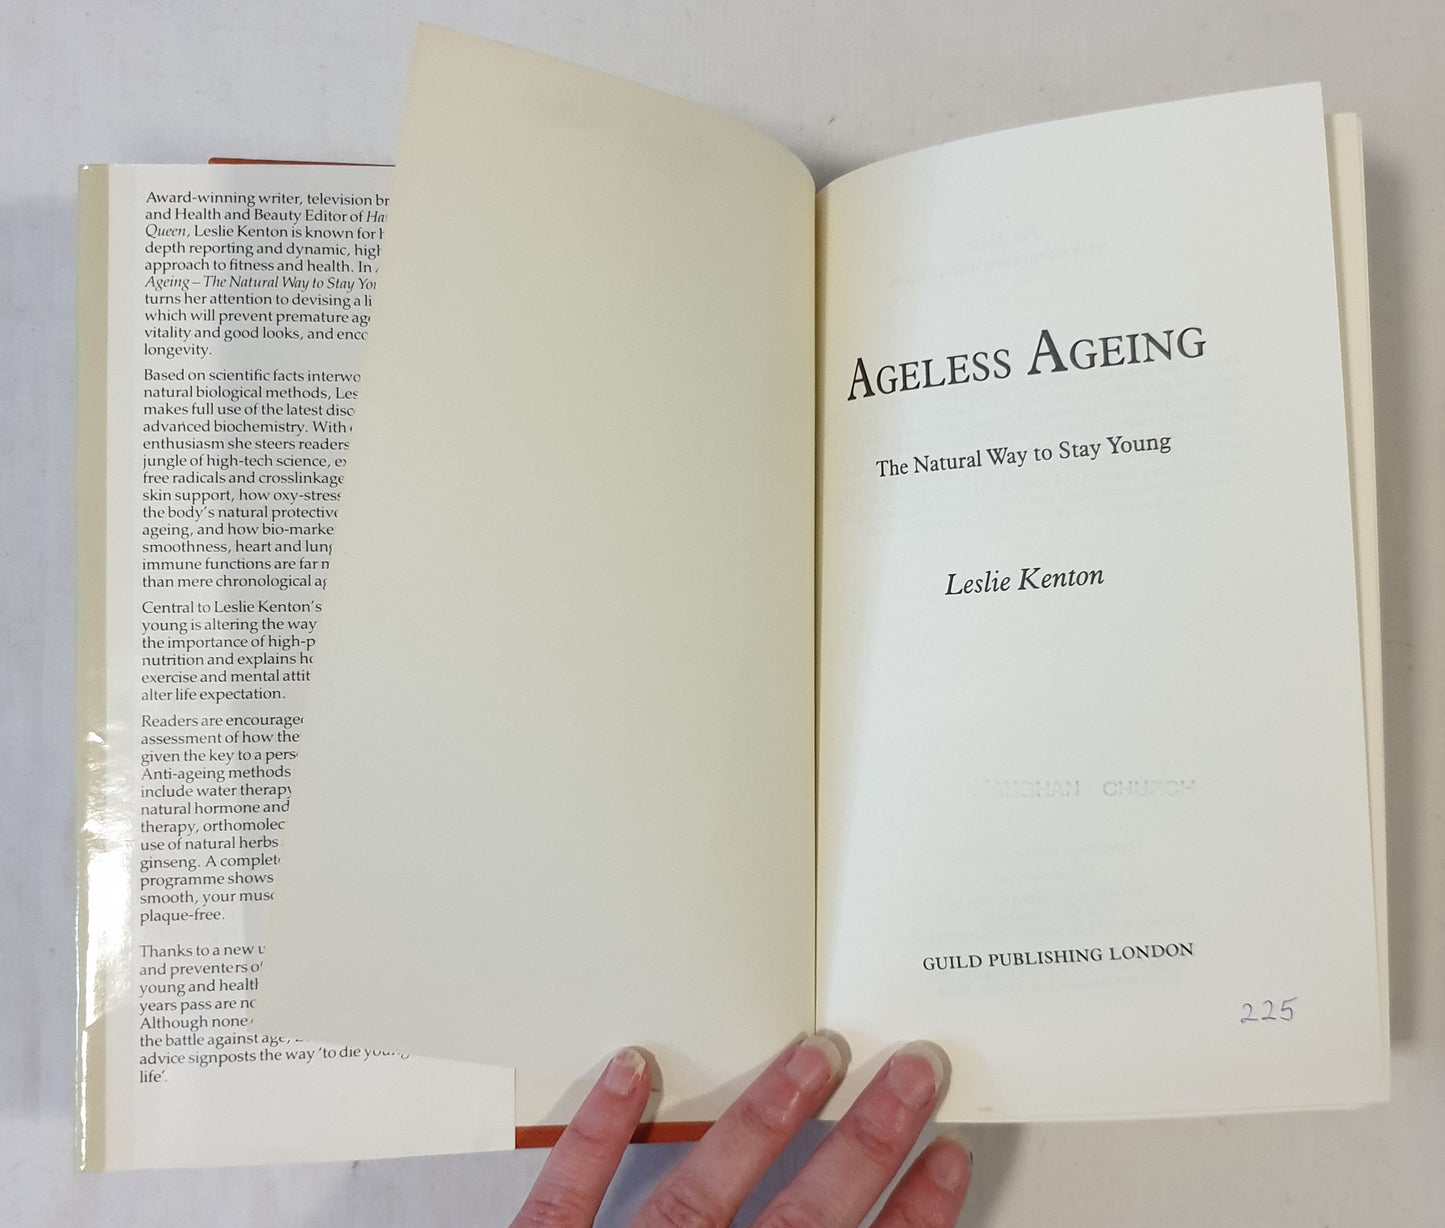 Award-winning writer, television br
and Health and Beauty Editor of Ha
Queen, Leslie Kenton is known for
depth reporting and dynamic, high
approach to fitness and health. In
Ageing – The Natural Way to Stay You
turns her attention to devising a li
which will prevent premature ag
vitality and good looks, and enco
longevity.
Based on scientific facts interwo
natural biological methods, Les
makes full use of the latest disc
advanced biochemistry. With
enthusiasm she steers readers
jungle of high-tech science, ex
free radicals and crosslinkage
skin support, how oxy-stress
the body's natural protective
ageing, and how bio-marke
smoothness, heart and lung
immune functions are far m
than mere chronological ag
Central to Leslie Kenton's
young is altering the way
the importance of high-p
nutrition and explains ho
exercise and mental attit
alter life expectation.
Readers are encouraged
assessment of how the
given the key to a pers
Anti-ageing methods
include water therapy
natural hormone and
therapy, orthomolec
use of natural herbs
ginseng. A complete
programme shows
smooth, your musc
plaque-free.
Thanks to a new u
and preventers of
young and health
years pass are no
Although none
the battle against age,
advice signposts the way 'to die young
life'.
AGELESS AGEING
The Natural Way to Stay Young
Leslie Kenton
CHURCH
GUILD PUBLISHING LONDON
225